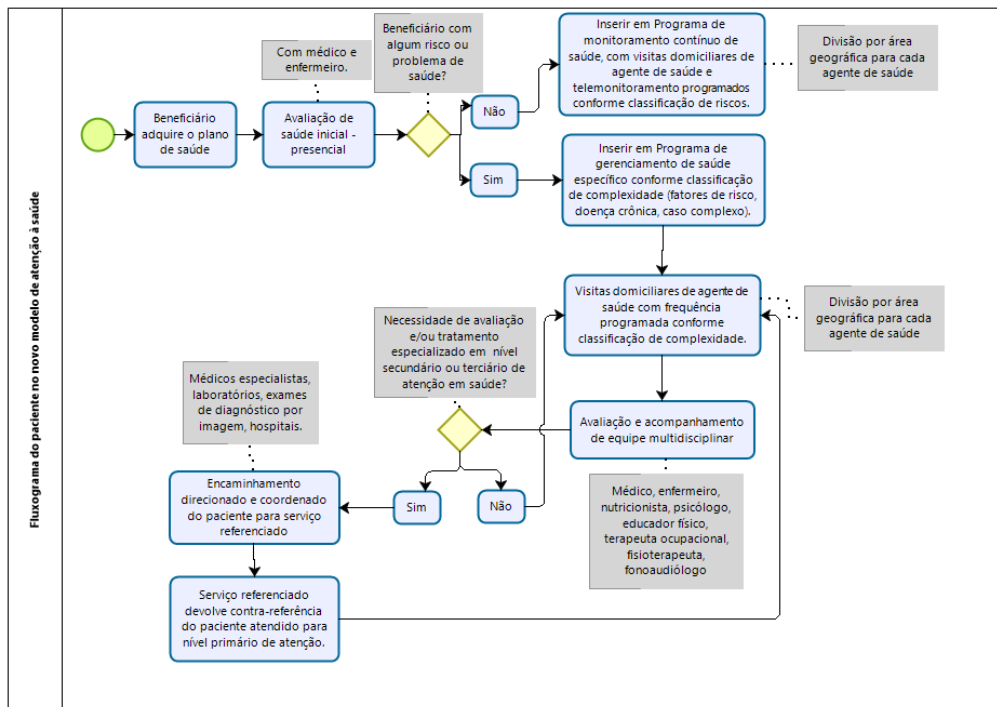 Fluxograma do paciente no novo modelo de atenção à saúde
Beneficiário
adquire o plano
de saúde
Com médico e
enfermeiro.
Avaliação de
saúde inicial -
presencial
Beneficiário com
algum risco ou
problema de
saúde?
Não
Sim
Inserir em Programa de
monitoramento contínuo de
saúde, com visitas domiciliares de
agente de saúde e
telemonitoramento programados
conforme classificação de riscos.
Divisão por área
geográfica para cada
agente de saúde
Inserir em Programa de
gerenciamento de saúde
específico conforme classificação
de complexidade (fatores de risco,
doença crônica, caso complexo).
Visitas domiciliares de agente de
saúde com frequência
programada conforme
classificação de complexidade.
Divisão por área
geográfica para cada
agente de saúde
Avaliação e acompanhamento
de equipe multidisciplinar
Médico, enfermeiro,
nutricionista, psicólogo,
educador físico,
terapeuta ocupacional,
fisioterapeuta,
fonoaudiólogo
Necessidade de avaliação
e/ou tratamento
especializado em nível
secundário ou terciário de
atenção em saúde?
Sim
Não
Médicos especialistas,
laboratórios, exames
de diagnóstico por
imagem, hospitais.
Encaminhamento
direcionado e coordenado
do paciente para serviço
referenciado
Serviço referenciado
devolve contra-referência
do paciente atendido para
nível primário de atenção.